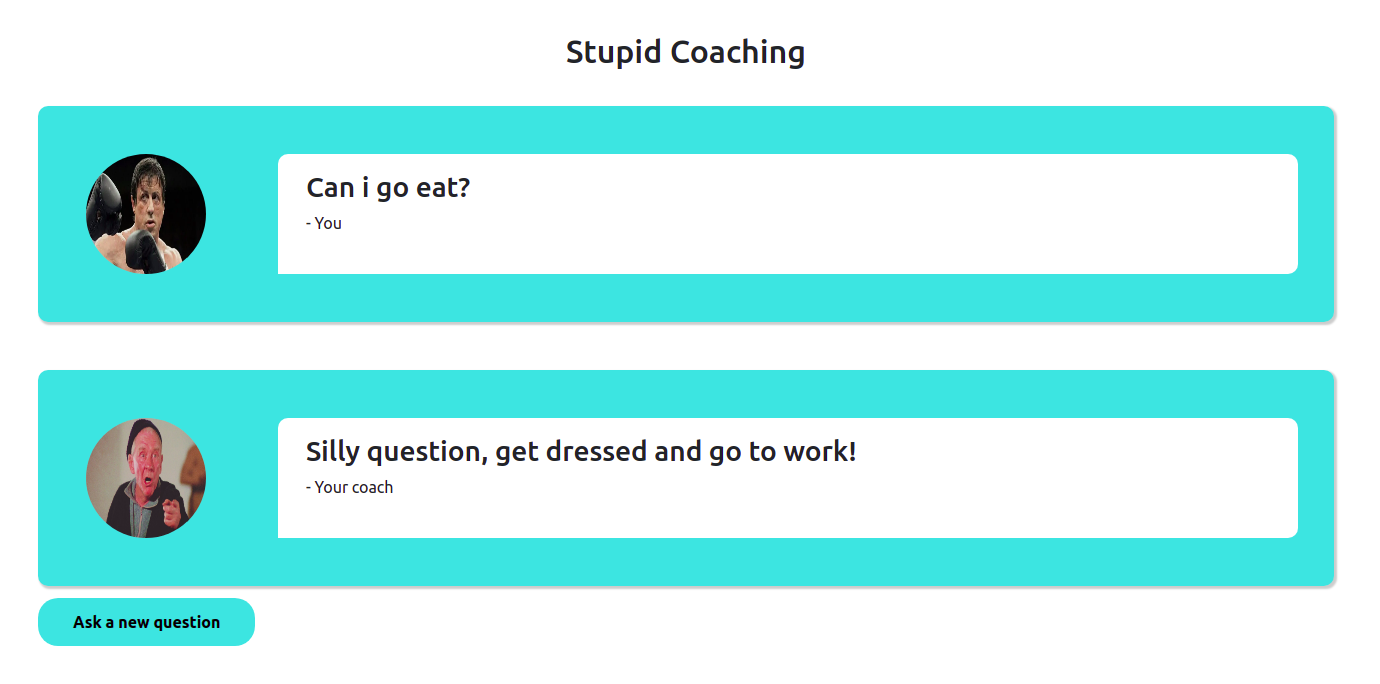 Stupid Coaching
Can i go eat?
- You
Silly question, get dressed and go to work!
- Your coach
Ask a new question